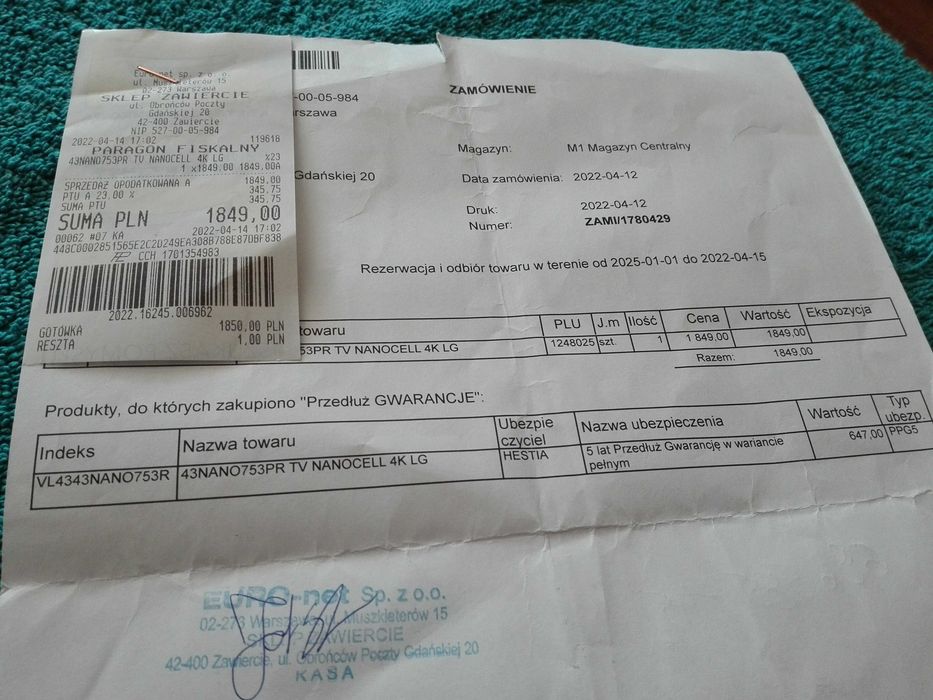 Euro-net sp. z o.o.
ul. Muszkieterów 15
02-273 Warszawa
SKLEP ZAWIERCIE
ul. Obrońców Poczty
Gdańskiej 20
42-400 Zawiercie
NIP 527-00-05-984
2022-04-14 17:02 119618
PARAGON FISKALNY
43NANO753PR TV NANOCELL 4K LG x23
1 x1849.00 1849.00A
SPRZEDAŻ OPODATKOWANA A 1849.00
PTU A 23.00 % 345.75
SUMA PTU 345.75
SUMA PLN 1849,00
00062 #07 KA 2022-04-14 17:02
CCH 1701354983
2022.16245.006962
GOTÓWKA 1850.00 PLN
RESZTA 1.00 PLN
-00-05-984
rszawa
Gdańskiej 20
ZAMÓWIENIE
Magazyn: M1 Magazyn Centralny
Data zamówienia: 2022-04-12
Druk: 2022-04-12
Numer: ZAMI/1780429
Rezerwacja i odbiór towaru w terenie od 2025-01-01 do 2022-04-15
towaru PLU J.m Ilość Cena Wartość Ekspozycja
53PR TV NANOCELL 4K LG 1248025 szt. 1 1 849,00 1849,00
Razem: 1849,00
Produkty, do których zakupiono "Przedłuż GWARANCJE":
Indeks Nazwa towaru Ubezpie Nazwa ubezpieczenia Wartość Typ
czyciel ubezp.
VL4343NANO753R 43NANO753PR TV NANOCELL 4K LG HESTIA 5 lat Przedłuż Gwarancję w wariancie 647,00 PPG5
pełnym
EURO-net Sp. z o.o.
02-273 Warszawa, ul. Muszkieterów 15
SKLEP ZAWIERCIE
42-400 Zawiercie, ul. Obrońców Poczty Gdańskiej 20
KASA